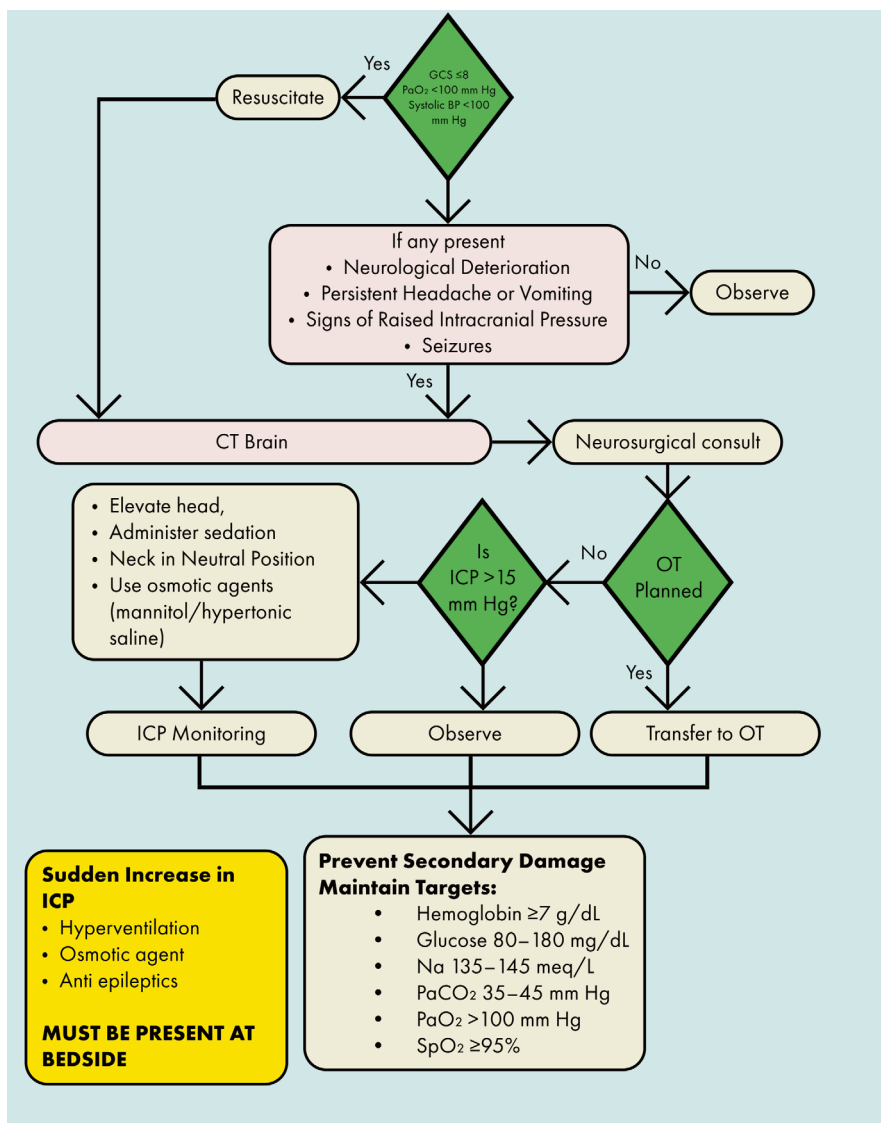 GCS ≤8
PaO₂ <100 mm Hg
Systolic BP <100
mm Hg
Yes
Resuscitate
If any present
• Neurological Deterioration
• Persistent Headache or Vomiting
• Signs of Raised Intracranial Pressure
• Seizures
No
Observe
Yes
CT Brain
Neurosurgical consult
• Elevate head,
• Administer sedation
• Neck in Neutral Position
• Use osmotic agents
(mannitol/hypertonic
saline)
Is
ICP >15
mm Hg?
No
OT
Planned
Yes
ICP Monitoring
Observe
Transfer to OT
Sudden Increase in
ICP
• Hyperventilation
• Osmotic agent
• Anti epileptics
MUST BE PRESENT AT
BEDSIDE
Prevent Secondary Damage
Maintain Targets:
• Hemoglobin ≥7 g/dL
• Glucose 80–180 mg/dL
• Na 135–145 meq/L
• PaCO₂ 35–45 mm Hg
• PaO₂ >100 mm Hg
• SpO₂ ≥95%